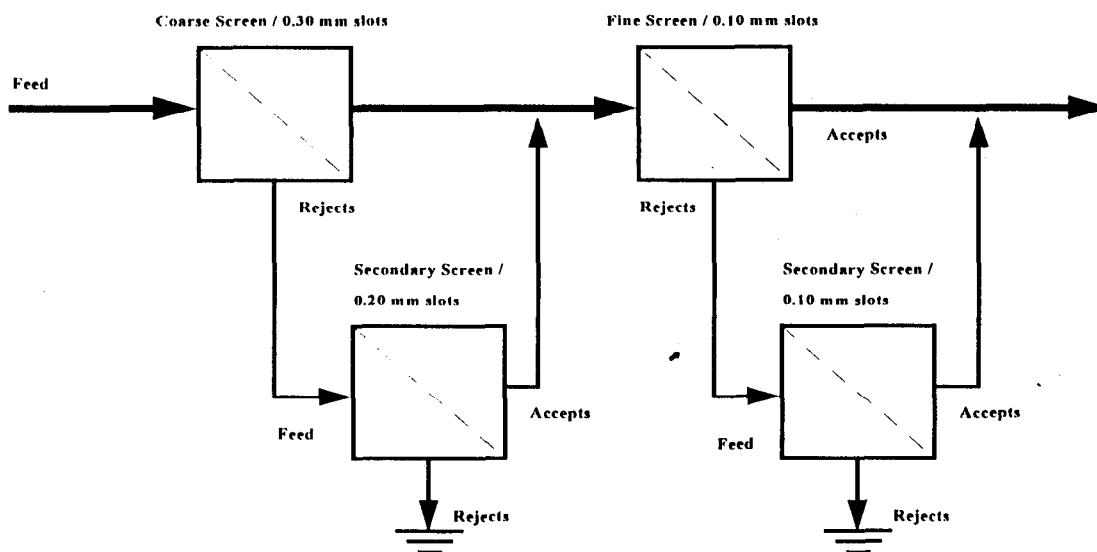 Coarse Screen / 0.30 mm slots
Fine Screen / 0.10 mm slots
Feed
Accepts
Rejects
Rejects
Secondary Screen /
0.20 mm slots
Secondary Screen /
0.10 mm slots
Accepts
Accepts
Feed
Feed
Rejects
Rejects